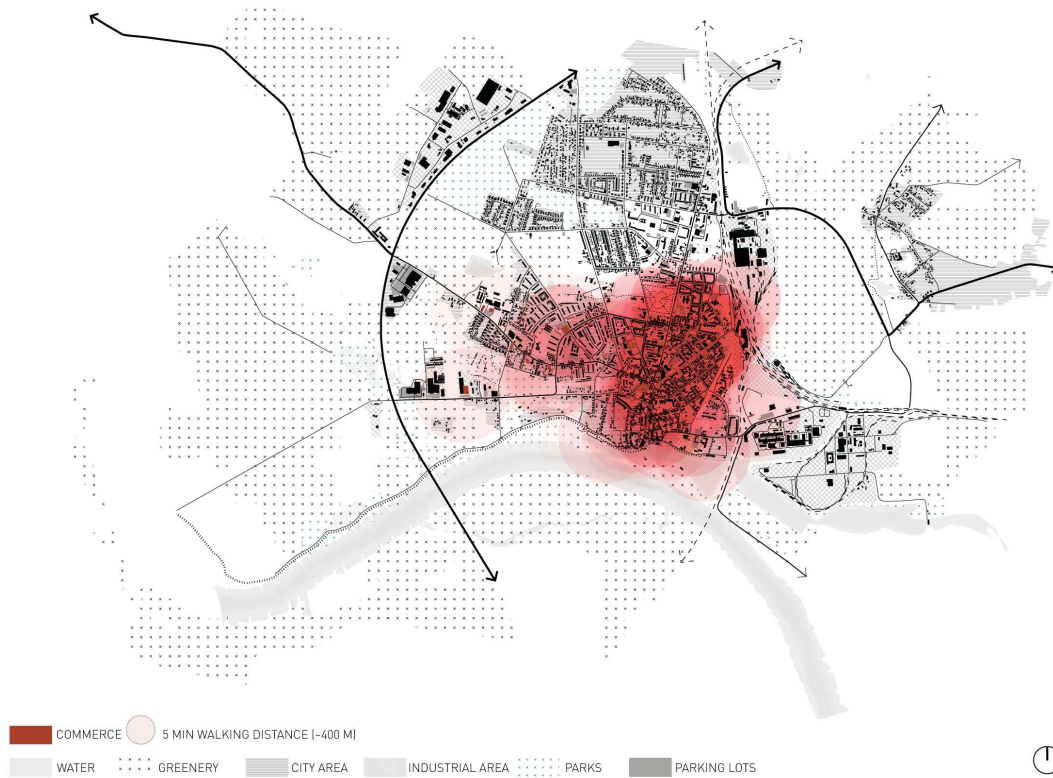 COMMERCE 5 MIN WALKING DISTANCE (~400 M)
WATER GREENERY CITY AREA INDUSTRIAL AREA PARKS PARKING LOTS